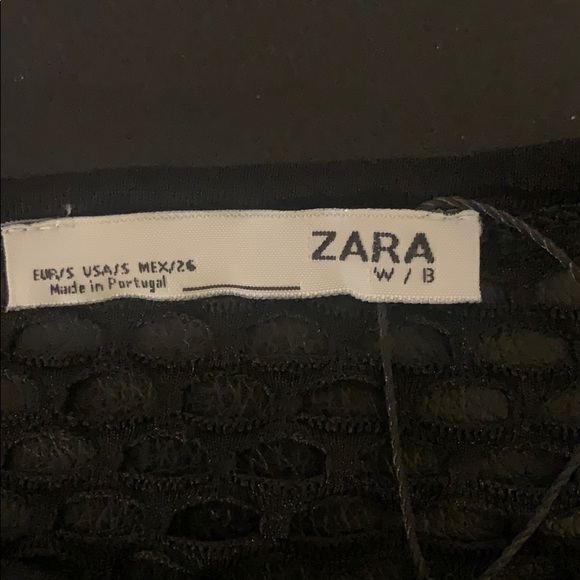 ZARA
W / B
EUR/S USA/S MEX/26
Made in Portugal